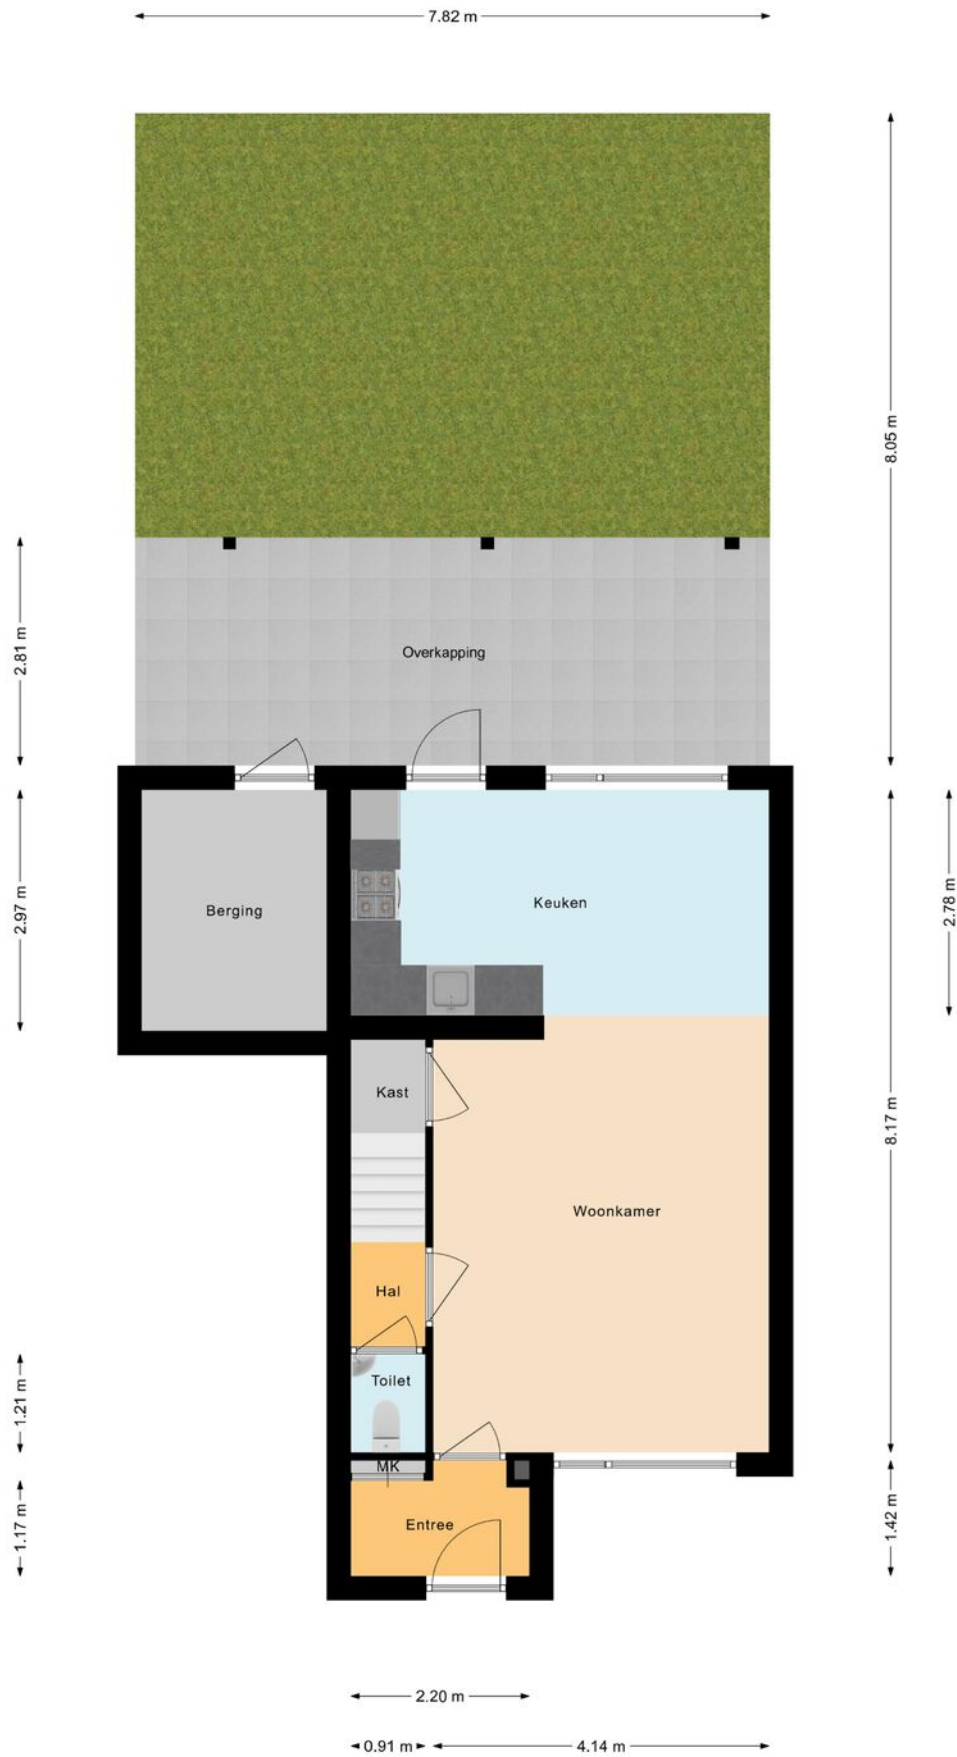 7.82 m
8.05 m
2.81 m
Overkapping
2.97 m
Berging
Keuken
2.78 m
Kast
8.17 m
Woonkamer
Hal
1.21 m
Toilet
MK
1.17 m
Entree
1.42 m
2.20 m
0.91 m
4.14 m